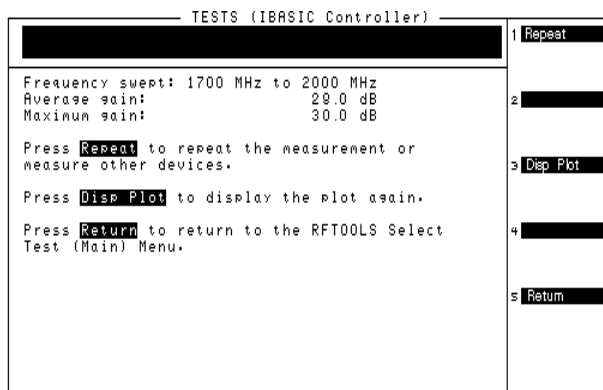 TESTS (IBASIC Controller)
1 Repeat
Frequency swept: 1700 MHz to 2000 MHz
Average gain: 29.0 dB
2
Maximum gain: 30.0 dB
Press Repeat to repeat the measurement or
measure other devices.
3 Disp Plot
Press Disp Plot to display the plot again.
Press Return to return to the RFTOOLS Select
4
Test (Main) Menu.
5 Return